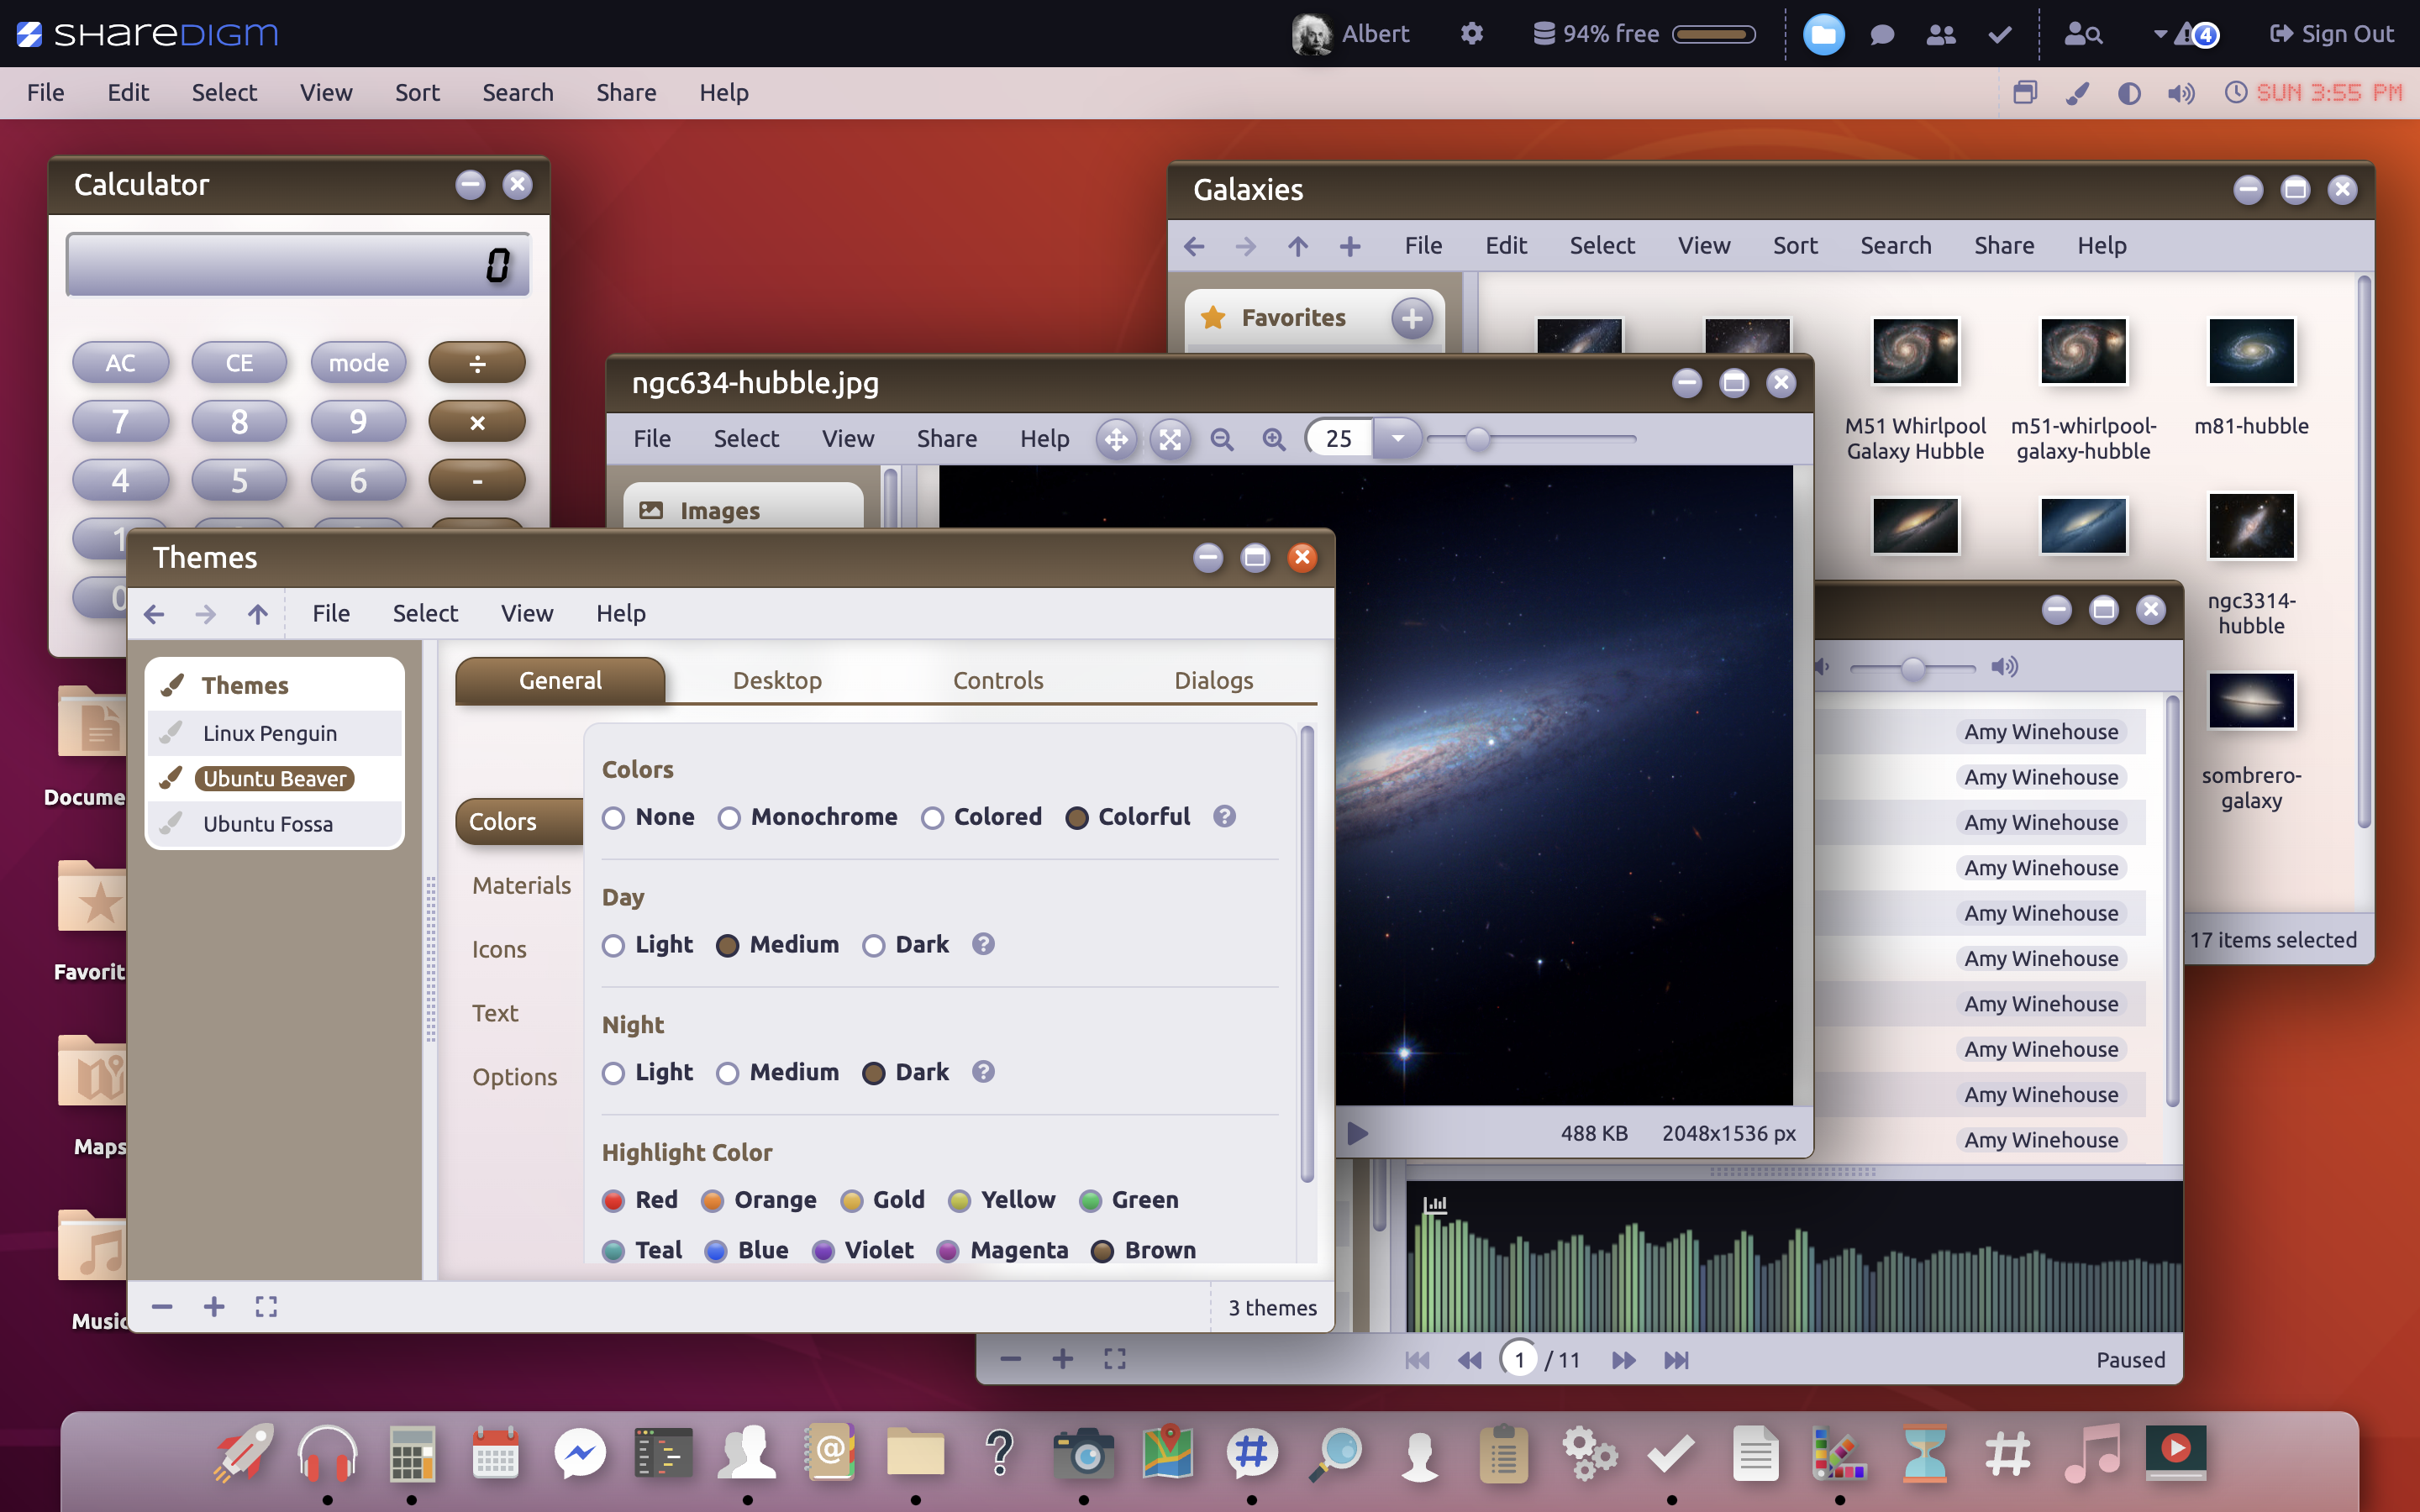 sharedigm
Albert
94% free
4
Sign Out
File Edit Select View Sort Search Share Help
SUN 3:55 PM
Calculator
0
AC CE mode ÷
7 8 9 ×
4 5 6 -
1
0
Galaxies
File Edit Select View Sort Search Share Help
Favorites
M51 Whirlpool
Galaxy Hubble
m51-whirlpool-
galaxy-hubble
m81-hubble
ngc3314-
hubble
sombrero-
galaxy
17 items selected
ngc634-hubble.jpg
File Select View Share Help 25
Images
488 KB 2048x1536 px
Themes
File Select View Help
Themes
Linux Penguin
Ubuntu Beaver
Ubuntu Fossa
General Desktop Controls Dialogs
Colors
Materials
Icons
Text
Options
Colors
None Monochrome Colored Colorful ?
Day
Light Medium Dark ?
Night
Light Medium Dark ?
Highlight Color
Red Orange Gold Yellow Green
Teal Blue Violet Magenta Brown
3 themes
Amy Winehouse
Amy Winehouse
Amy Winehouse
Amy Winehouse
Amy Winehouse
Amy Winehouse
Amy Winehouse
Amy Winehouse
Amy Winehouse
Amy Winehouse
1 / 11
Paused
Docume
Favorit
Maps
Music
@ ? # #